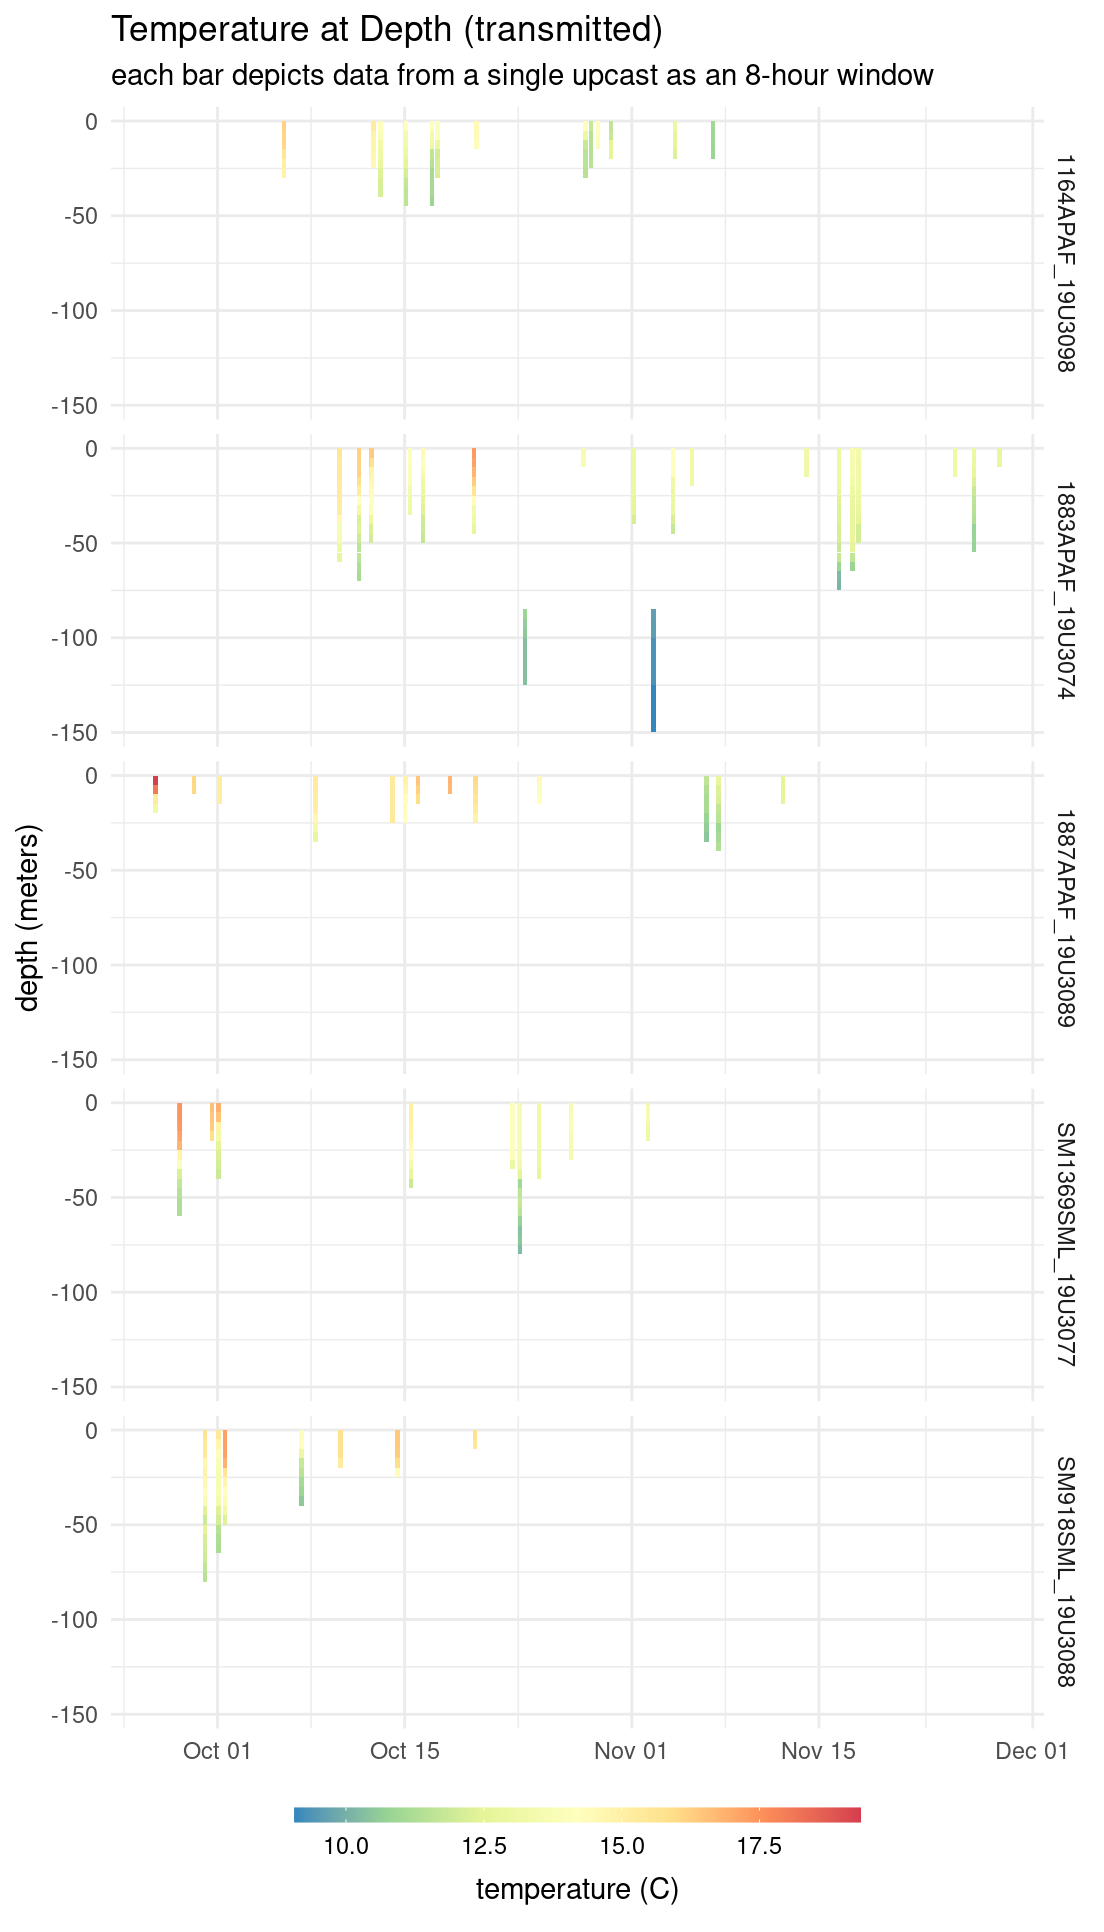 Temperature at Depth (transmitted)
each bar depicts data from a single upcast as an 8-hour window
0
-50
-100
-150
1164APAF_19U3098
0
-50
-100
-150
1883APAF_19U3074
0
-50
-100
-150
1887APAF_19U3089
depth (meters)
0
-50
-100
-150
SM1369SML_19U3077
0
-50
-100
-150
SM918SML_19U3088
Oct 01 Oct 15 Nov 01 Nov 15 Dec 01
10.0 12.5 15.0 17.5
temperature (C)